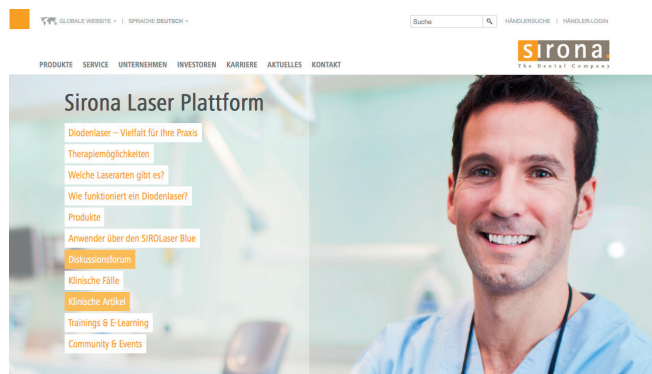 GLOBALE WEBSITE | SPRACHE DEUTSCH
Suche
HÄNDLERSUCHE | HÄNDLER-LOGIN
sirona.
The Dental Company
PRODUKTE SERVICE UNTERNEHMEN INVESTOREN KARRIERE AKTUELLES KONTAKT
Sirona Laser Plattform
Diodenlaser – Vielfalt für Ihre Praxis
Therapiemöglichkeiten
Welche Laserarten gibt es?
Wie funktioniert ein Diodenlaser?
Produkte
Anwender über den SIROLaser Blue
Diskussionsforum
Klinische Fälle
Klinische Artikel
Trainings & E-Learning
Community & Events